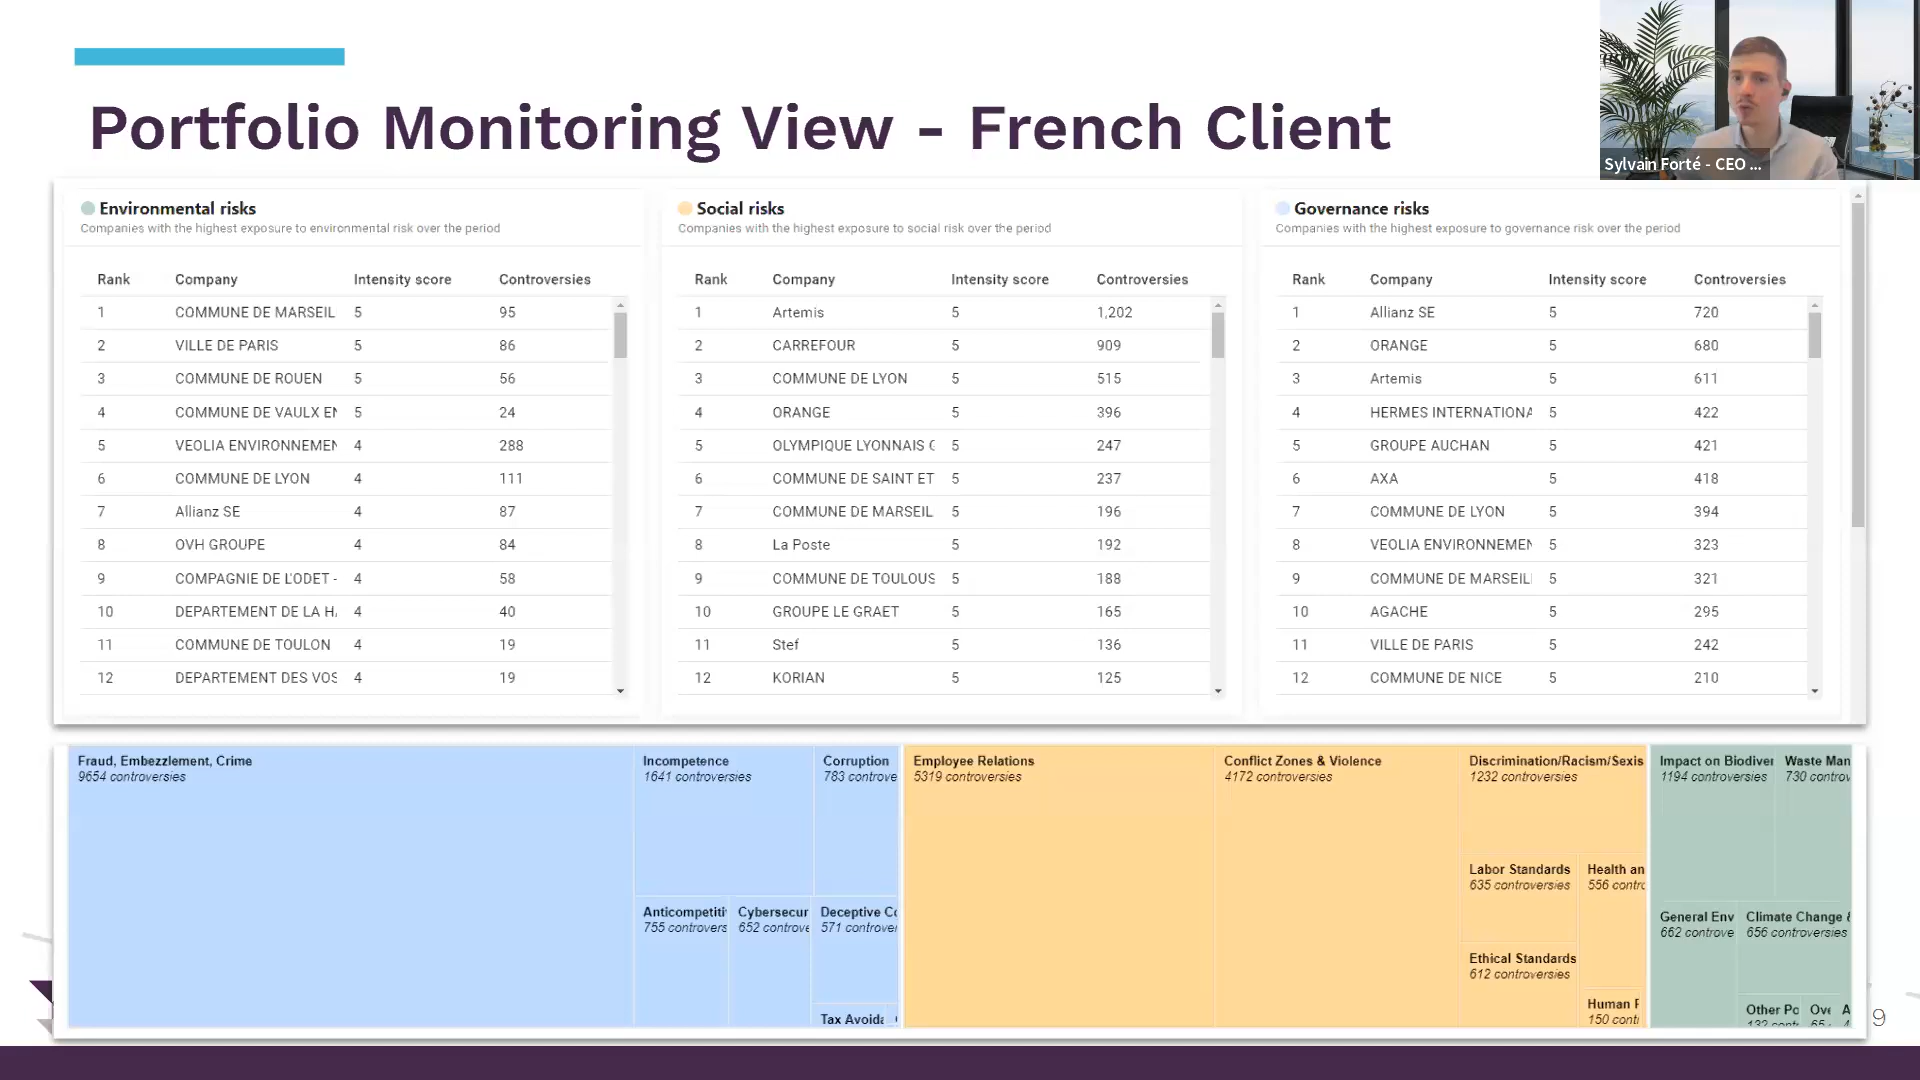 Portfolio Monitoring View - French Client
Sylvain Forté - CEO ...
Environmental risks
Companies with the highest exposure to environmental risk over the period
Rank Company Intensity score Controversies
1 COMMUNE DE MARSEIL 5 95
2 VILLE DE PARIS 5 86
3 COMMUNE DE ROUEN 5 56
4 COMMUNE DE VAULX EN 5 24
5 VEOLIA ENVIRONNEMEN 4 288
6 COMMUNE DE LYON 4 111
7 Allianz SE 4 87
8 OVH GROUPE 4 84
9 COMPAGNIE DE L'ODET - 4 58
10 DEPARTEMENT DE LA H 4 40
11 COMMUNE DE TOULON 4 19
12 DEPARTEMENT DES VOS 4 19
Social risks
Companies with the highest exposure to social risk over the period
Rank Company Intensity score Controversies
1 Artemis 5 1,202
2 CARREFOUR 5 909
3 COMMUNE DE LYON 5 515
4 ORANGE 5 396
5 OLYMPIQUE LYONNAIS G 5 247
6 COMMUNE DE SAINT ET 5 237
7 COMMUNE DE MARSEIL 5 196
8 La Poste 5 192
9 COMMUNE DE TOULOUS 5 188
10 GROUPE LE GRAET 5 165
11 Stef 5 136
12 KORIAN 5 125
Governance risks
Companies with the highest exposure to governance risk over the period
Rank Company Intensity score Controversies
1 Allianz SE 5 720
2 ORANGE 5 680
3 Artemis 5 611
4 HERMES INTERNATIONA 5 422
5 GROUPE AUCHAN 5 421
6 AXA 5 418
7 COMMUNE DE LYON 5 394
8 VEOLIA ENVIRONNEMEN 5 323
9 COMMUNE DE MARSEIL 5 321
10 AGACHE 5 295
11 VILLE DE PARIS 5 242
12 COMMUNE DE NICE 5 210
Fraud, Embezzlement, Crime
9654 controversies
Incompetence
1641 controversies
Corruption
783 controve
Anticompetiti
755 controvers
Cybersecur
652 controve
Deceptive Co
571 controver
Tax Avoida
Employee Relations
5319 controversies
Conflict Zones & Violence
4172 controversies
Discrimination/Racism/Sexis
1232 controversies
Labor Standards
635 controversies
Health an
556 contro
Ethical Standards
612 controversies
Human R
150 contr
Impact on Biodiver
1194 controversies
Waste Man
730 controv
General Env
662 controve
Climate Change &
656 controversies
Other Po
132 cont
Ove
65
A
9